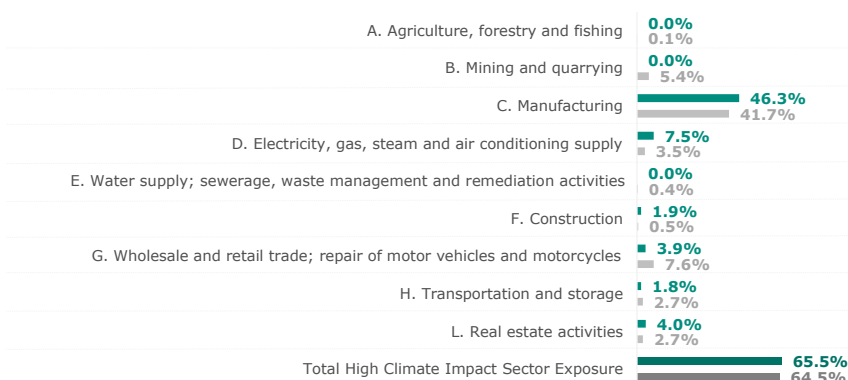 A. Agriculture, forestry and fishing 0.0%
0.1%
B. Mining and quarrying 0.0%
5.4%
C. Manufacturing 46.3%
41.7%
D. Electricity, gas, steam and air conditioning supply 7.5%
3.5%
E. Water supply; sewerage, waste management and remediation activities 0.0%
0.4%
F. Construction 1.9%
0.5%
G. Wholesale and retail trade; repair of motor vehicles and motorcycles 3.9%
7.6%
H. Transportation and storage 1.8%
2.7%
L. Real estate activities 4.0%
2.7%
Total High Climate Impact Sector Exposure 65.5%
64.5%